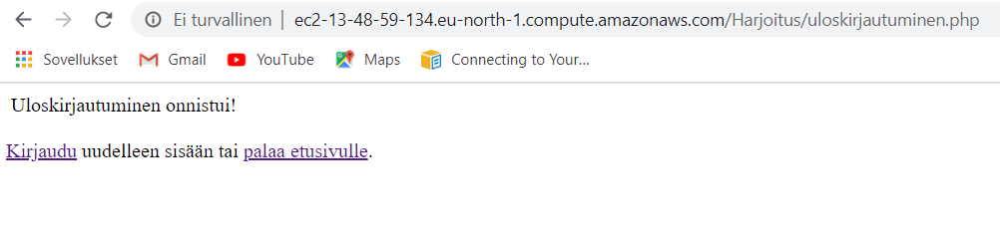 Ei turvallinen | ec2-13-48-59-134.eu-north-1.compute.amazonaws.com/Harjoitus/uloskirjautuminen.php
Sovellukset Gmail YouTube Maps Connecting to Your...
Uloskirjautuminen onnistui!
Kirjaudu uudelleen sisään tai palaa etusivulle.